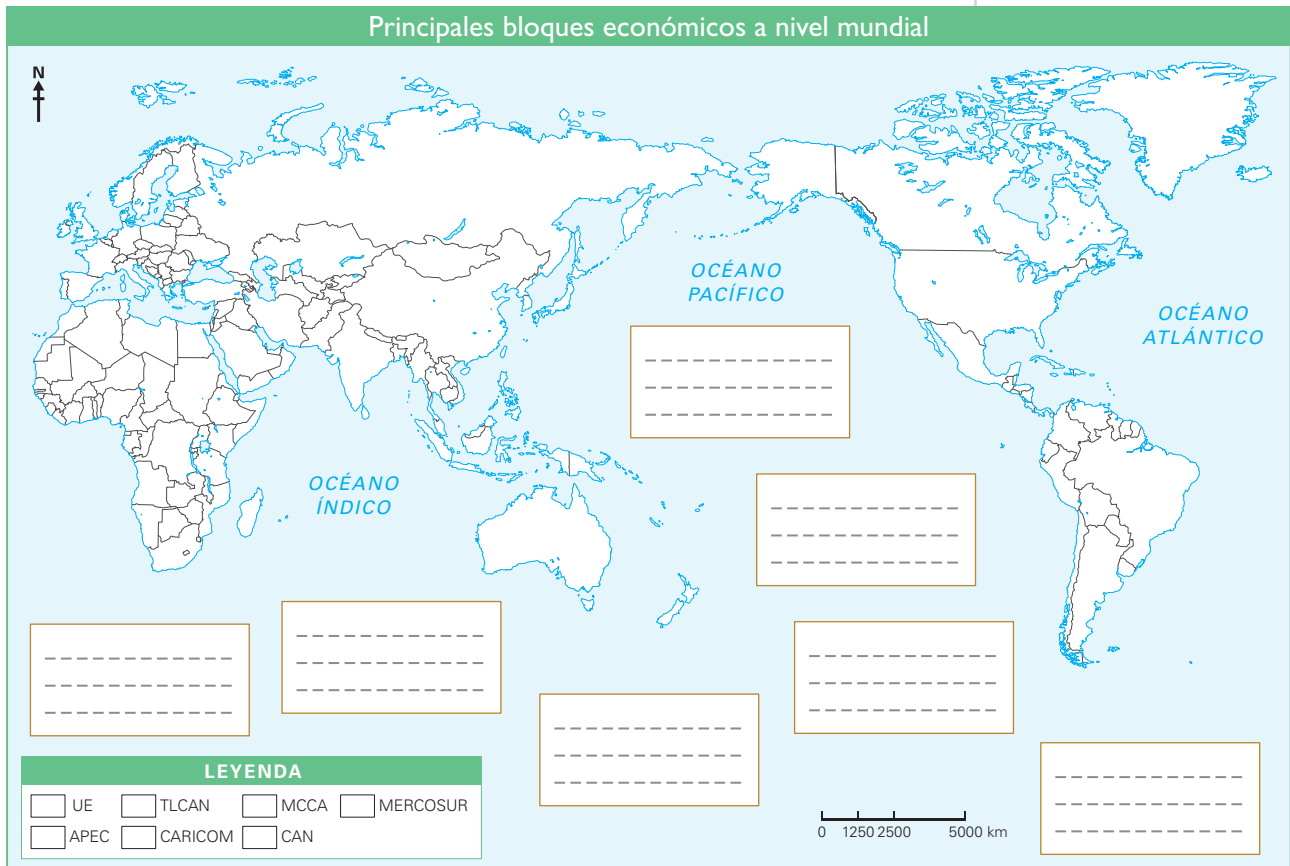 Principales bloques económicos a nivel mundial
N
OCÉANO
PACÍFICO
OCÉANO
ATLÁNTICO
OCÉANO
ÍNDICO
LEYENDA
UE TLCAN MCCA MERCOSUR
APEC CARICOM CAN
0 1250 2500 5000 km